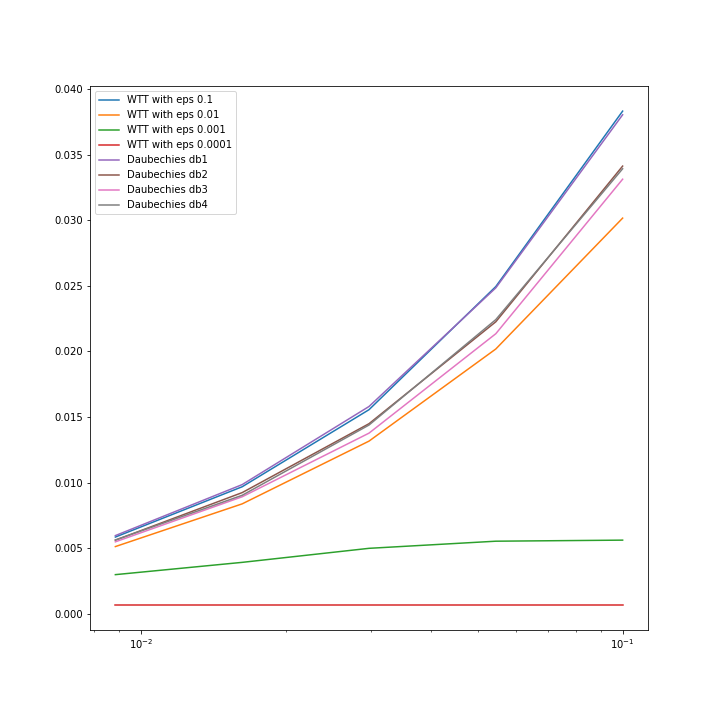 0.040
0.035
0.030
0.025
0.020
0.015
0.010
0.005
0.000
WTT with eps 0.1
WTT with eps 0.01
WTT with eps 0.001
WTT with eps 0.0001
Daubechies db1
Daubechies db2
Daubechies db3
Daubechies db4
10⁻²
10⁻¹